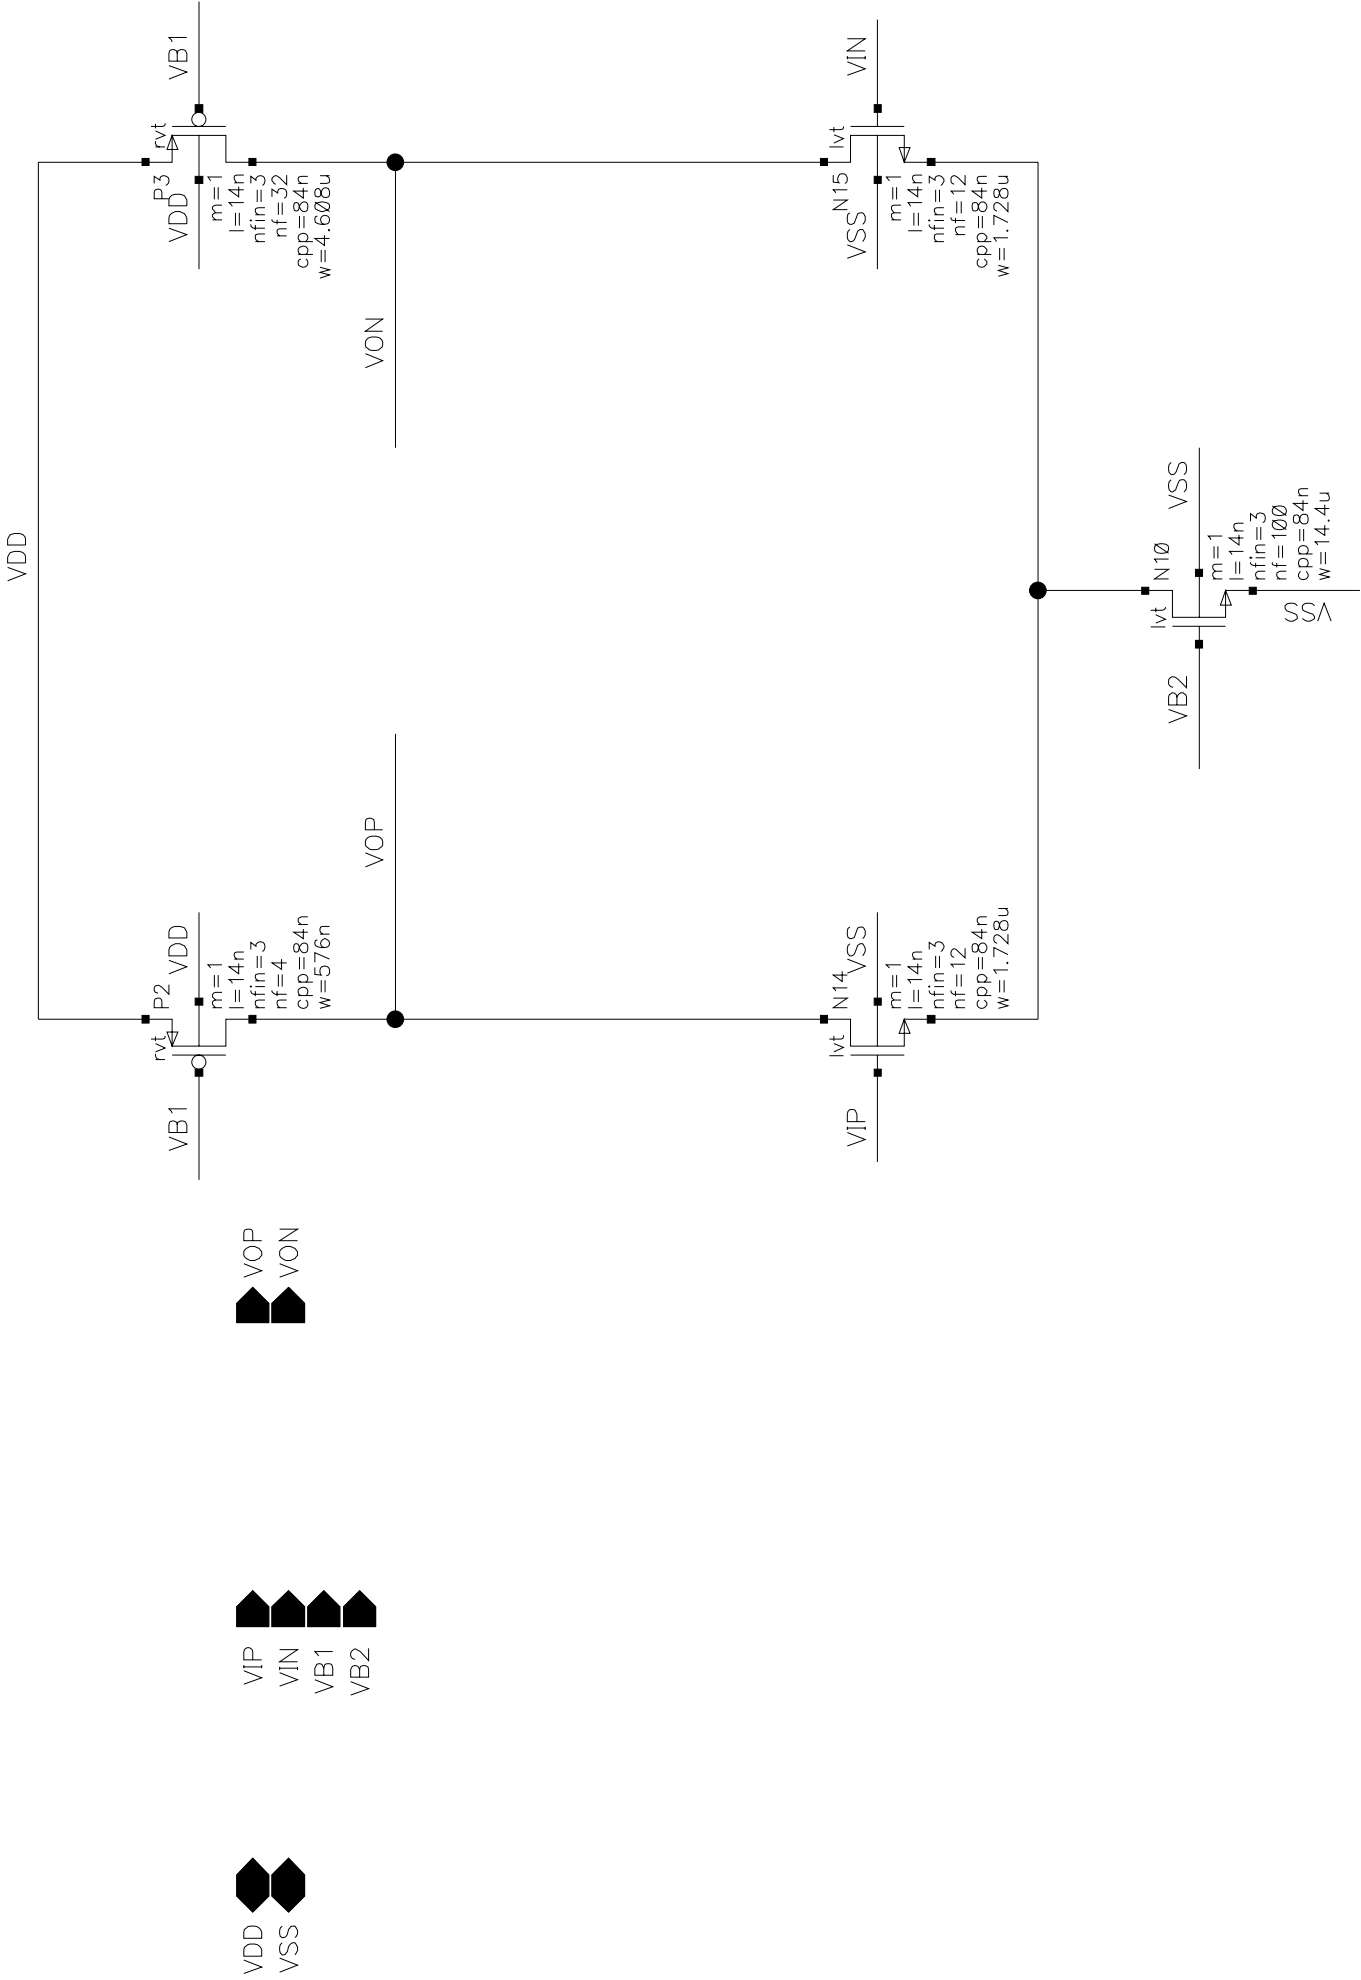 VDD
VSS
VIP
VIN
VB1
VB2
VOP
VON
VDD
rvt
P2
VB1
VDD
m=1
l=14n
nfin=3
nf=4
cpp=84n
w=576n
rvt
P3
VDD
VB1
m=1
l=14n
nfin=3
nf=32
cpp=84n
w=4.608u
VOP
VON
lvt
N14
VIP
VSS
m=1
l=14n
nfin=3
nf=12
cpp=84n
w=1.728u
lvt
N15
VSS
VIN
m=1
l=14n
nfin=3
nf=12
cpp=84n
w=1.728u
lvt
N10
VB2
VSS
m=1
l=14n
nfin=3
nf=100
cpp=84n
w=14.4u
VSS